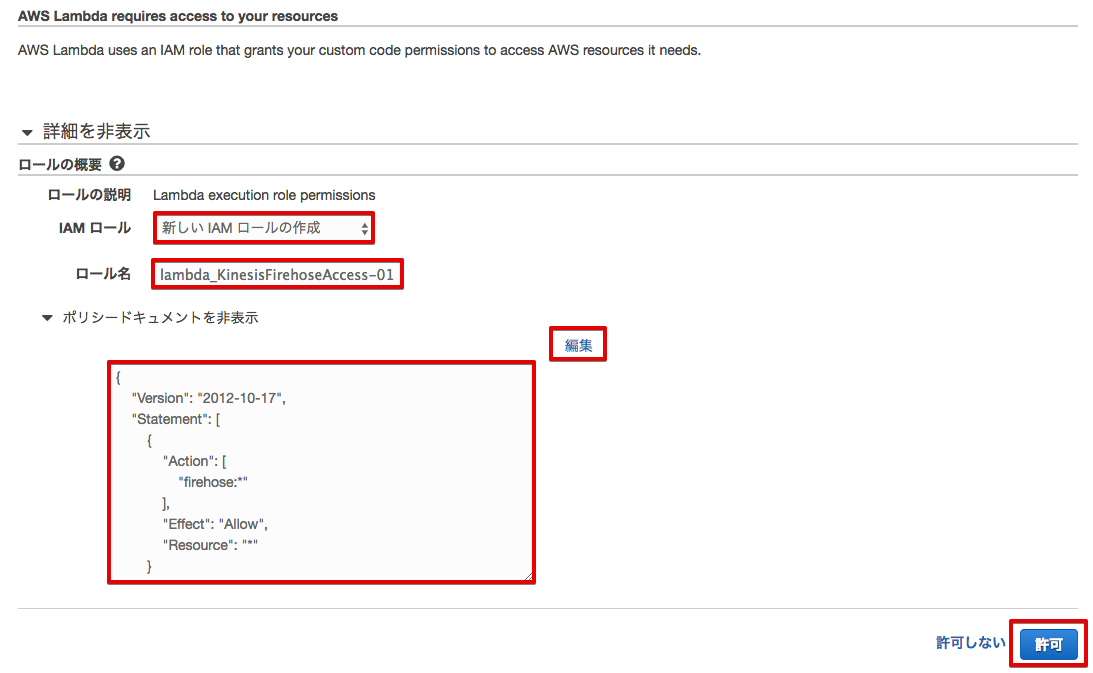 AWS Lambda requires access to your resources
AWS Lambda uses an IAM role that grants your custom code permissions to access AWS resources it needs.
詳細を非表示
ロールの概要 ?
ロールの説明 Lambda execution role permissions
IAM ロール 新しい IAM ロールの作成
ロール名 lambda_KinesisFirehoseAccess-01
ポリシードキュメントを非表示
編集
{
"Version": "2012-10-17",
"Statement": [
{
"Action": [
"firehose:*"
],
"Effect": "Allow",
"Resource": "*"
}
許可しない 許可